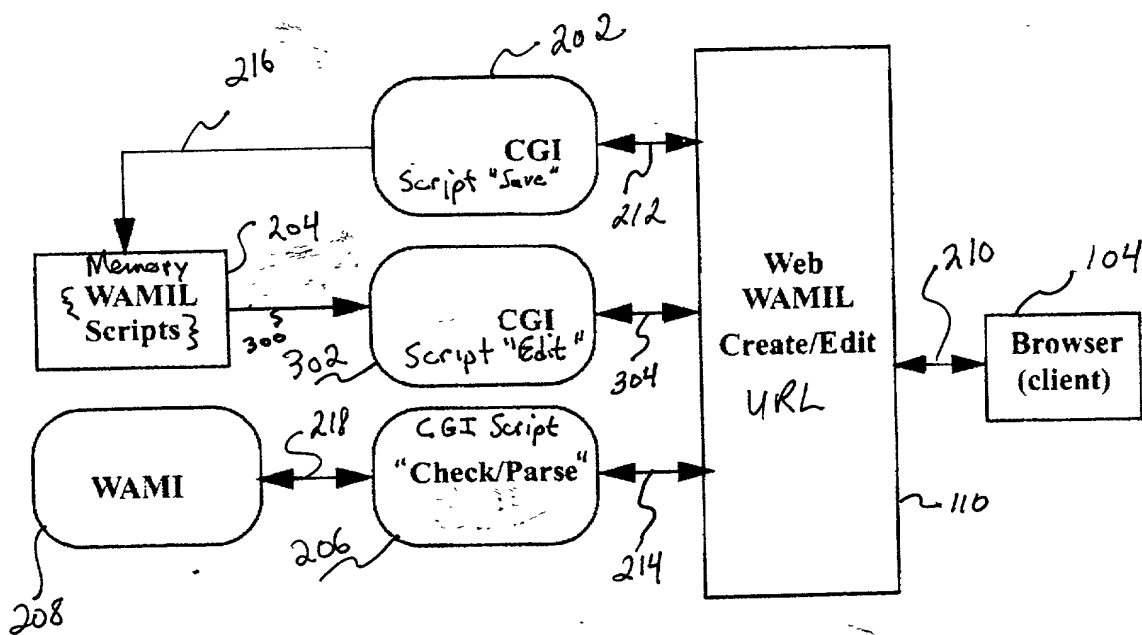 216
202
CGI
Script "Save"
212
204
Memory
{ WAMIL
Scripts }
300
302
CGI
Script "Edit"
304
Web
WAMIL
Create/Edit
URL
210
104
Browser
(client)
110
WAMI
208
218
CGI Script
"Check/Parse"
206
214